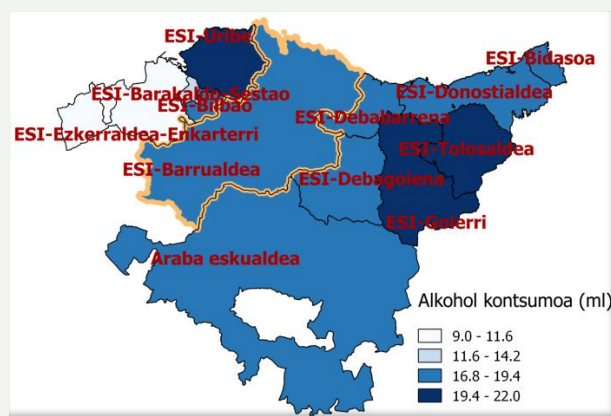 ESI-Uribe
ESI-Bidasoa
ESI-Barakaldo-Sestao
ESI-Donostialdea
ESI-Bilbao
ESI-Debabarrena
ESI-Ezkerraldea-Enkarterri
ESI-Tolosaldea
ESI-Barrualdea
ESI-Debagoiena
ESI-Goierri
Araba eskualdea
Alkohol kontsumoa (ml)
9.0 - 11.6
11.6 - 14.2
16.8 - 19.4
19.4 - 22.0